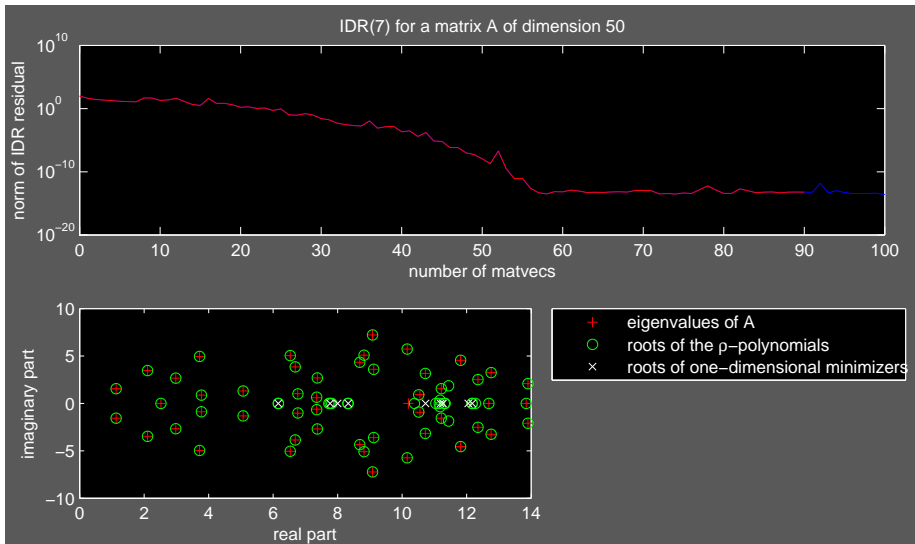 IDR(7) for a matrix A of dimension 50
10^10
10^0
10^-10
10^-20
norm of IDR residual
0 10 20 30 40 50 60 70 80 90 100
number of matvecs
10
5
0
-5
-10
imaginary part
0 2 4 6 8 10 12 14
real part
eigenvalues of A
roots of the ρ-polynomials
roots of one-dimensional minimizers